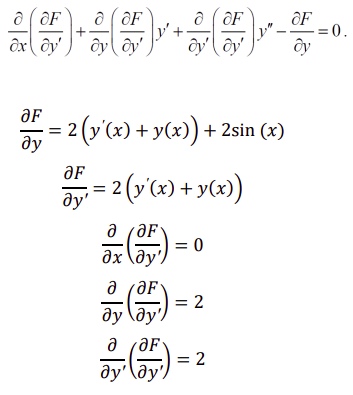 ∂/∂x(∂F/∂y′) + ∂/∂y(∂F/∂y′)y′ + ∂/∂y′(∂F/∂y′)y″ − ∂F/∂y = 0.
∂F/∂y = 2(y′(x) + y(x)) + 2sin (x)
∂F/∂y′ = 2(y′(x) + y(x))
∂/∂x(∂F/∂y′) = 0
∂/∂y(∂F/∂y′) = 2
∂/∂y′(∂F/∂y′) = 2